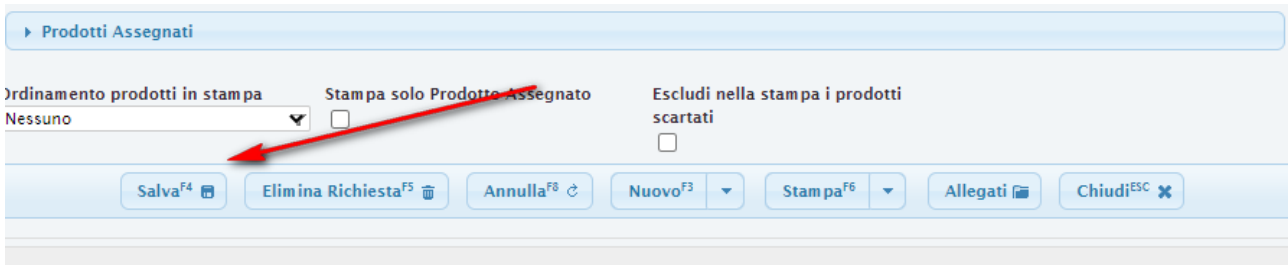 Prodotti Assegnati
Ordinamento prodotti in stampa Stampa solo Prodotto Assegnato Escludi nella stampa i prodotti
scartati
Nessuno
SalvaF4 Elimina RichiestaF5 AnnullaF8 NuovoF3 StampaF6 Allegati ChiudiESC